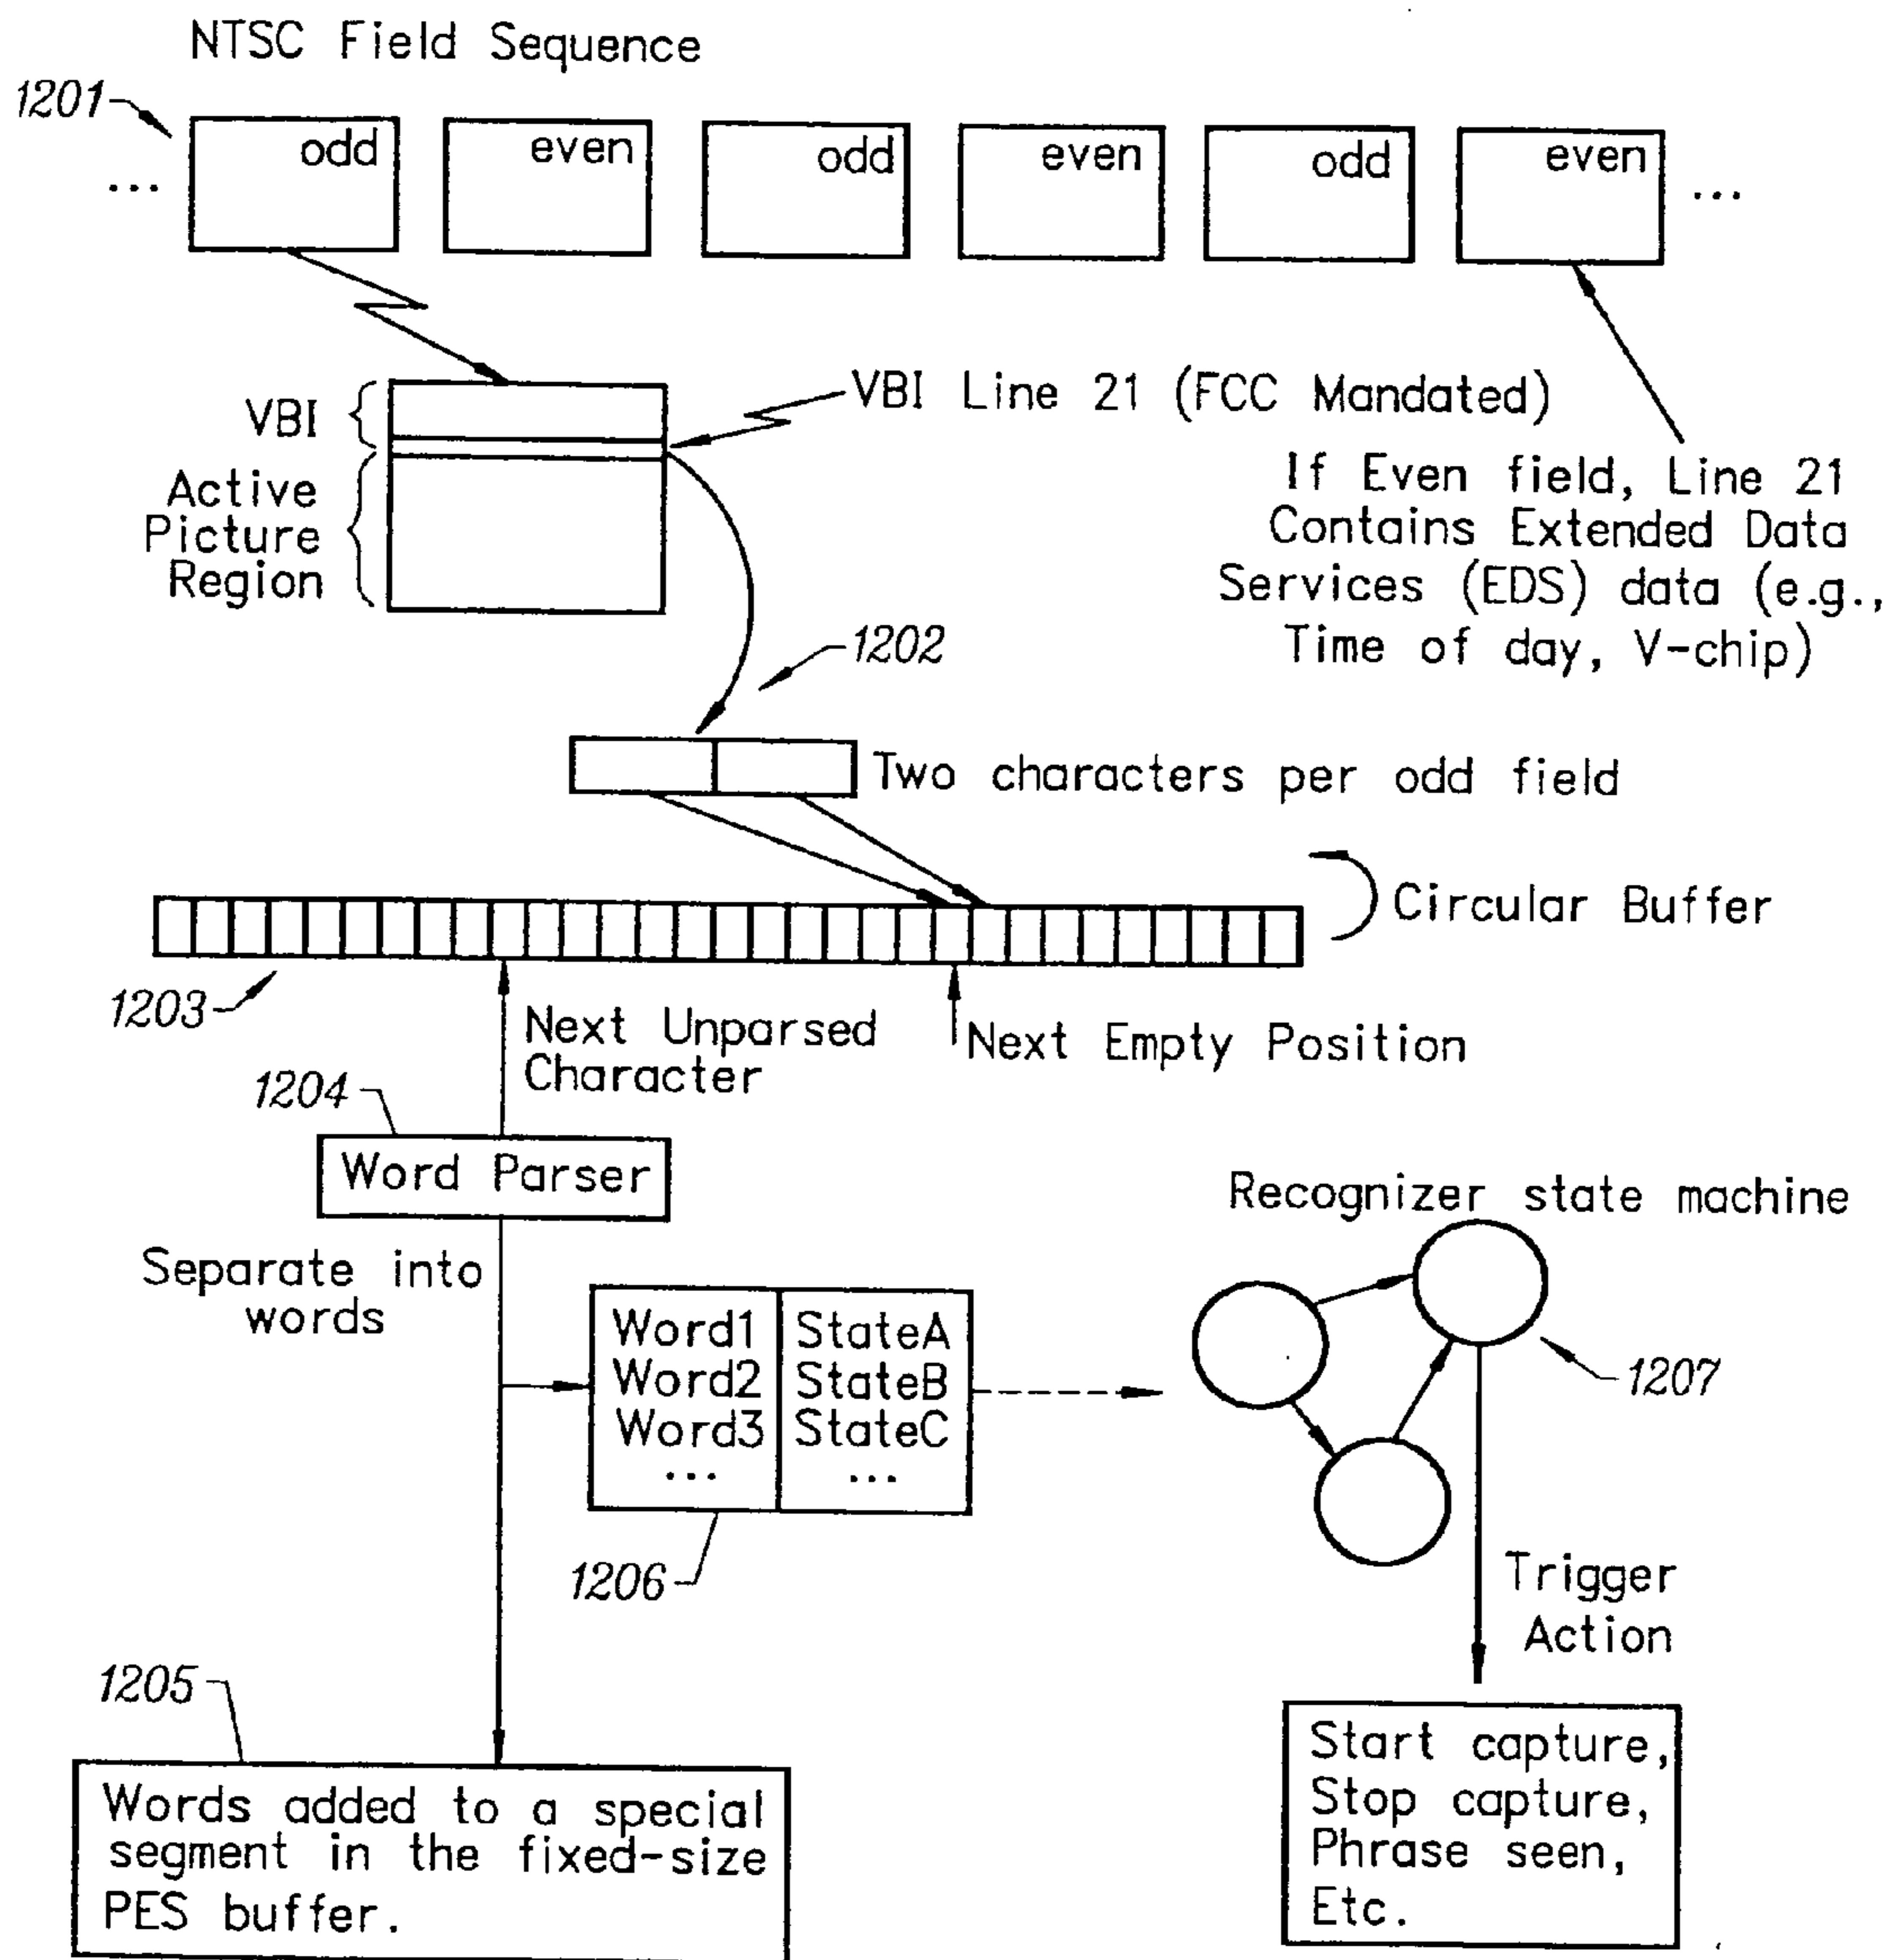 NTSC Field Sequence
1201
odd
even
odd
even
odd
even
...
...
VBI
VBI Line 21 (FCC Mandated)
Active
Picture
Region
If Even field, Line 21
Contains Extended Data
Services (EDS) data (e.g.,
Time of day, V-chip)
1202
Two characters per odd field
Circular Buffer
1203
Next Unparsed
Character
Next Empty Position
1204
Word Parser
Separate into
words
Word1 StateA
Word2 StateB
Word3 StateC
... ...
1206
Recognizer state machine
1207
Trigger
Action
1205
Words added to a special
segment in the fixed-size
PES buffer.
Start capture,
Stop capture,
Phrase seen,
Etc.